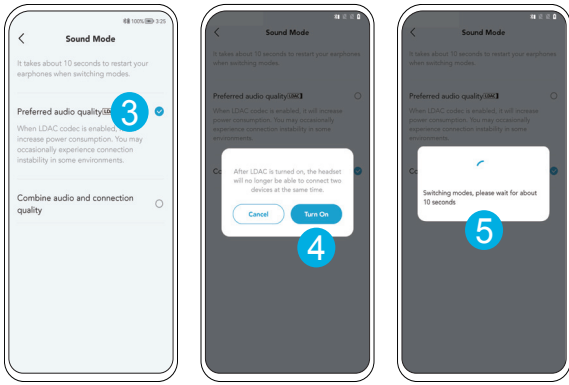 100% 3:25
Sound Mode
It takes about 10 seconds to restart your
earphones when switching modes.
Preferred audio quality
3
When LDAC codec is enabled,
increase power consumption. You may
occasionally experience connection
instability in some environments.
Combine audio and connection
quality
Sound Mode
It takes about 10 seconds to restart your earphones
when switching modes.
Preferred audio quality
When LDAC codec is enabled, it will increase
power consumption. You may occasionally
experience connection instability in some
environments.
After LDAC is turned on, the headset
will no longer be able to connect two
devices at the same time.
Cancel
Turn On
4
Sound Mode
It takes about 10 seconds to restart your earphones
when switching modes.
Preferred audio quality
When LDAC codec is enabled, it will increase
power consumption. You may occasionally
experience connection instability in some
environments.
Switching modes, please wait for about
10 seconds
5